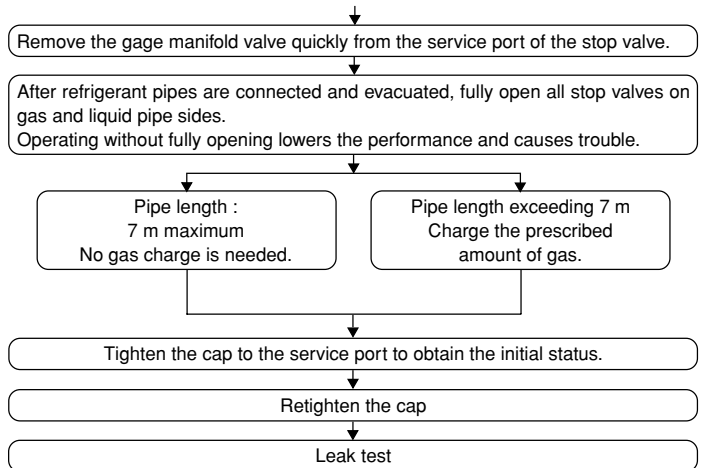 Remove the gage manifold valve quickly from the service port of the stop valve.
After refrigerant pipes are connected and evacuated, fully open all stop valves on
gas and liquid pipe sides.
Operating without fully opening lowers the performance and causes trouble.
Pipe length :
7 m maximum
No gas charge is needed.
Pipe length exceeding 7 m
Charge the prescribed
amount of gas.
Tighten the cap to the service port to obtain the initial status.
Retighten the cap
Leak test